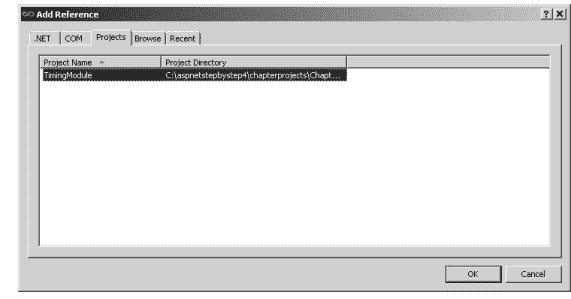 Add Reference
.NET COM Projects Browse Recent
Project Name Project Directory
TimingModule C:\aspnetstepbystep4\chapterprojects\Chapt...
OK Cancel